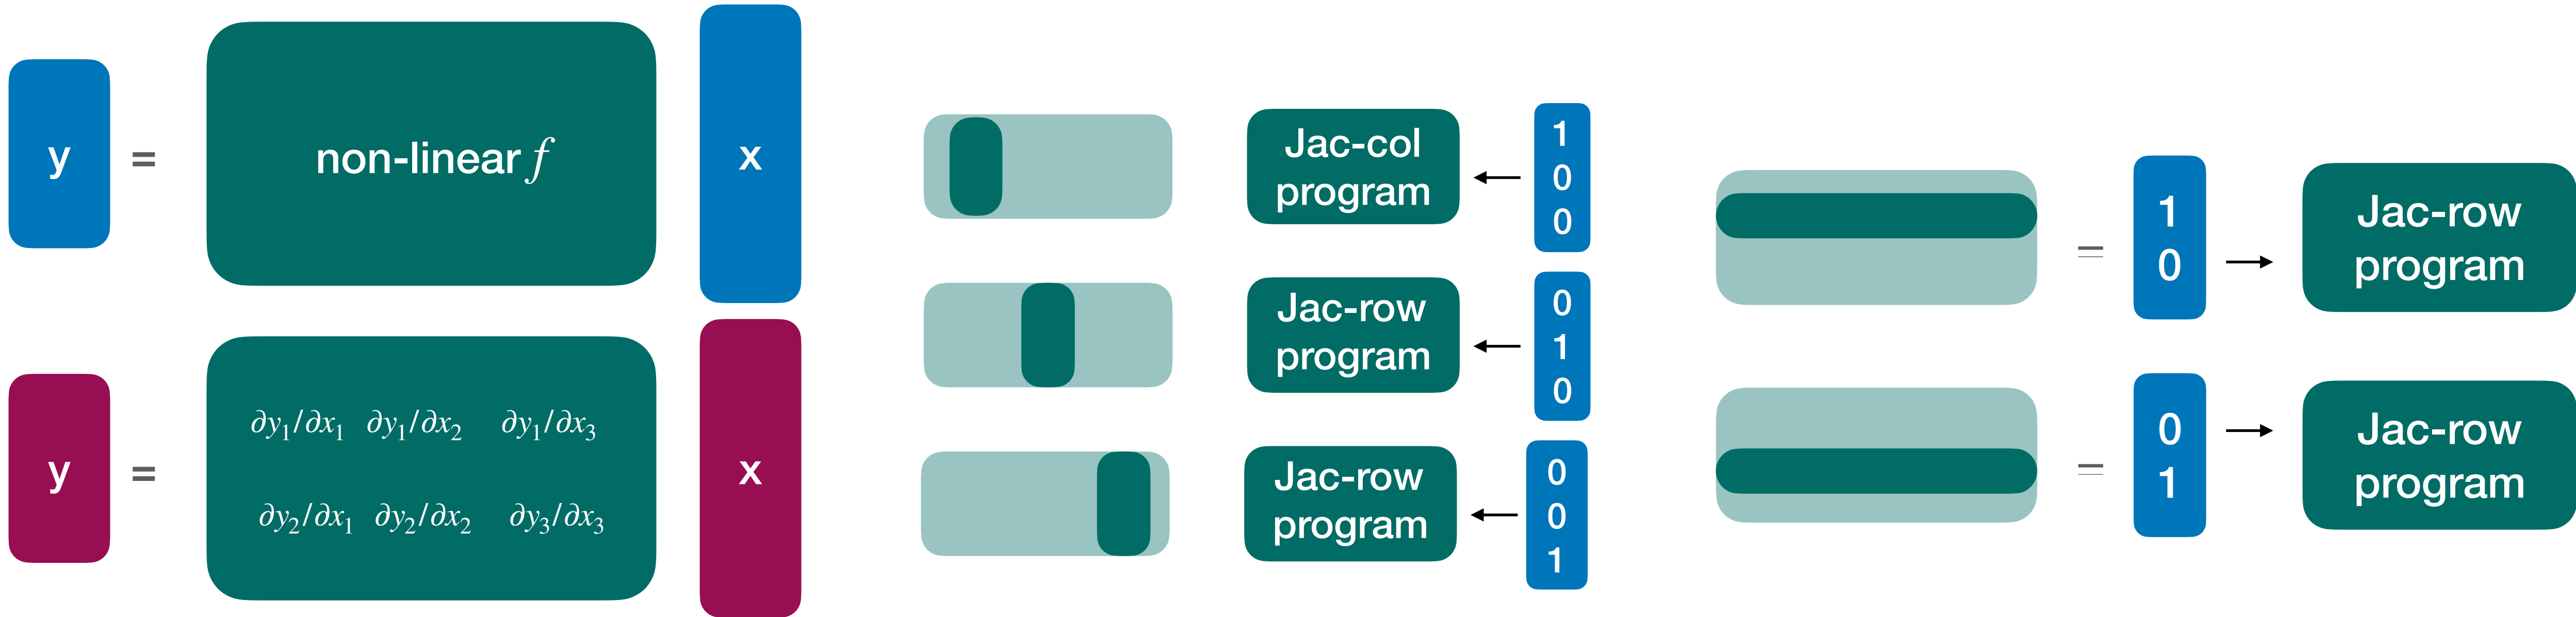 y = non-linear f x
y = x
∂y₁/∂x₁ ∂y₁/∂x₂ ∂y₁/∂x₃
∂y₂/∂x₁ ∂y₂/∂x₂ ∂y₃/∂x₃
Jac-col
program
←
1
0
0
Jac-row
program
←
0
1
0
Jac-row
program
←
0
0
1
=
1
0
→
Jac-row
program
=
0
1
→
Jac-row
program